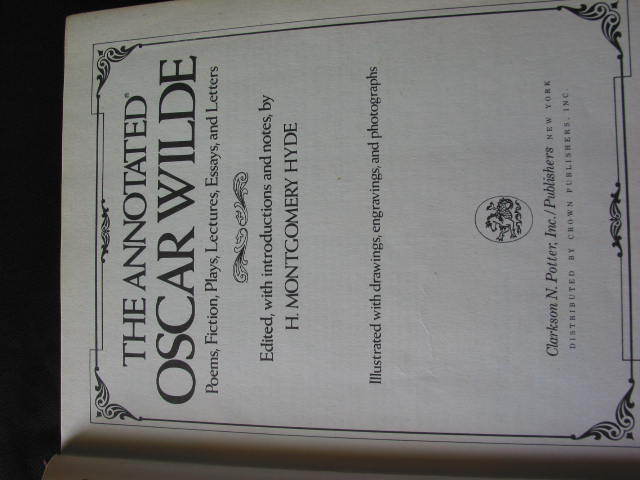 THE ANNOTATED®
OSCAR WILDE
Poems, Fiction, Plays, Lectures, Essays, and Letters
Edited, with introductions and notes, by
H. MONTGOMERY HYDE
Illustrated with drawings, engravings, and photographs
Clarkson N. Potter, Inc./Publishers NEW YORK
DISTRIBUTED BY CROWN PUBLISHERS, INC.